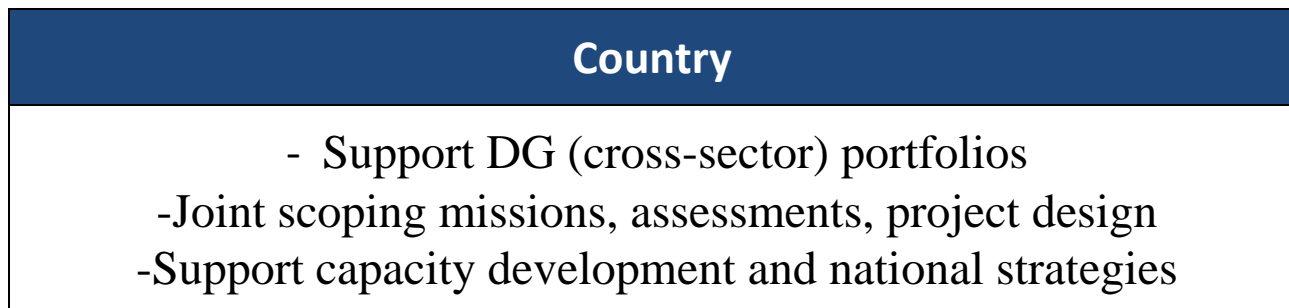 Country
- Support DG (cross-sector) portfolios
-Joint scoping missions, assessments, project design
-Support capacity development and national strategies